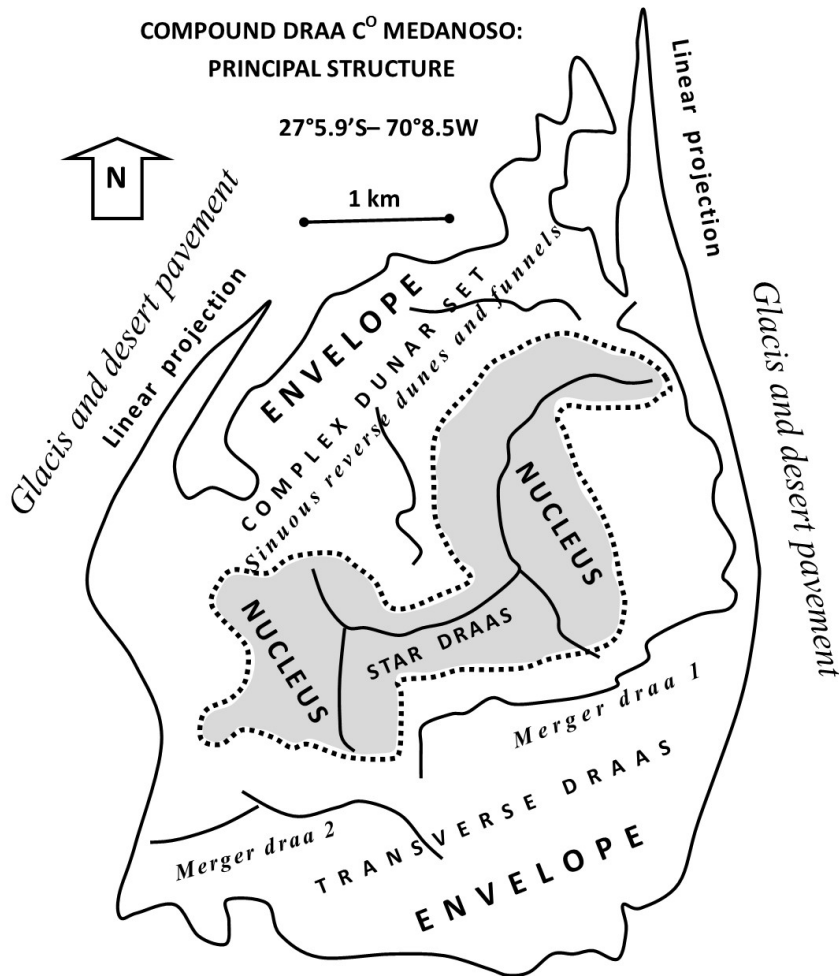 COMPOUND DRAA C^O MEDANOSO:
PRINCIPAL STRUCTURE
27°5.9'S– 70°8.5W
N
1 km
Linear projection
Glacis and desert pavement
Linear projection
ENVELOPE
COMPLEX DUNAR SET
Sinuous reverse dunes and funnels
Glacis and desert pavement
NUCLEUS
NUCLEUS
STAR DRAAS
Merger draa 1
TRANSVERSE DRAAS
Merger draa 2
ENVELOPE